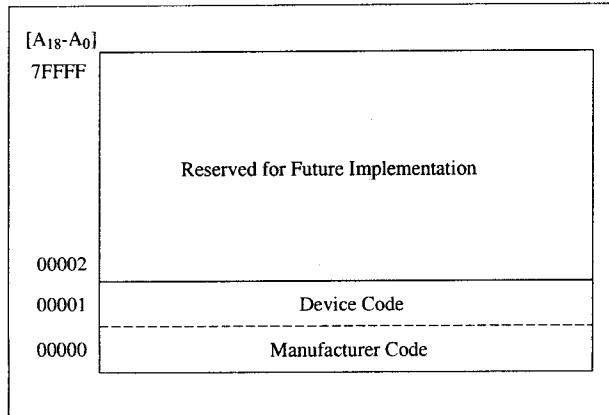 [A18-A0]
7FFFF
Reserved for Future Implementation
00002
00001 Device Code
00000 Manufacturer Code